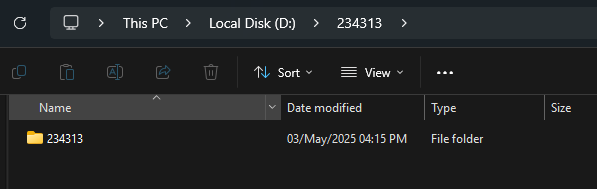 This PC > Local Disk (D:) > 234313 >
Sort View
Name Date modified Type Size
234313 03/May/2025 04:15 PM File folder